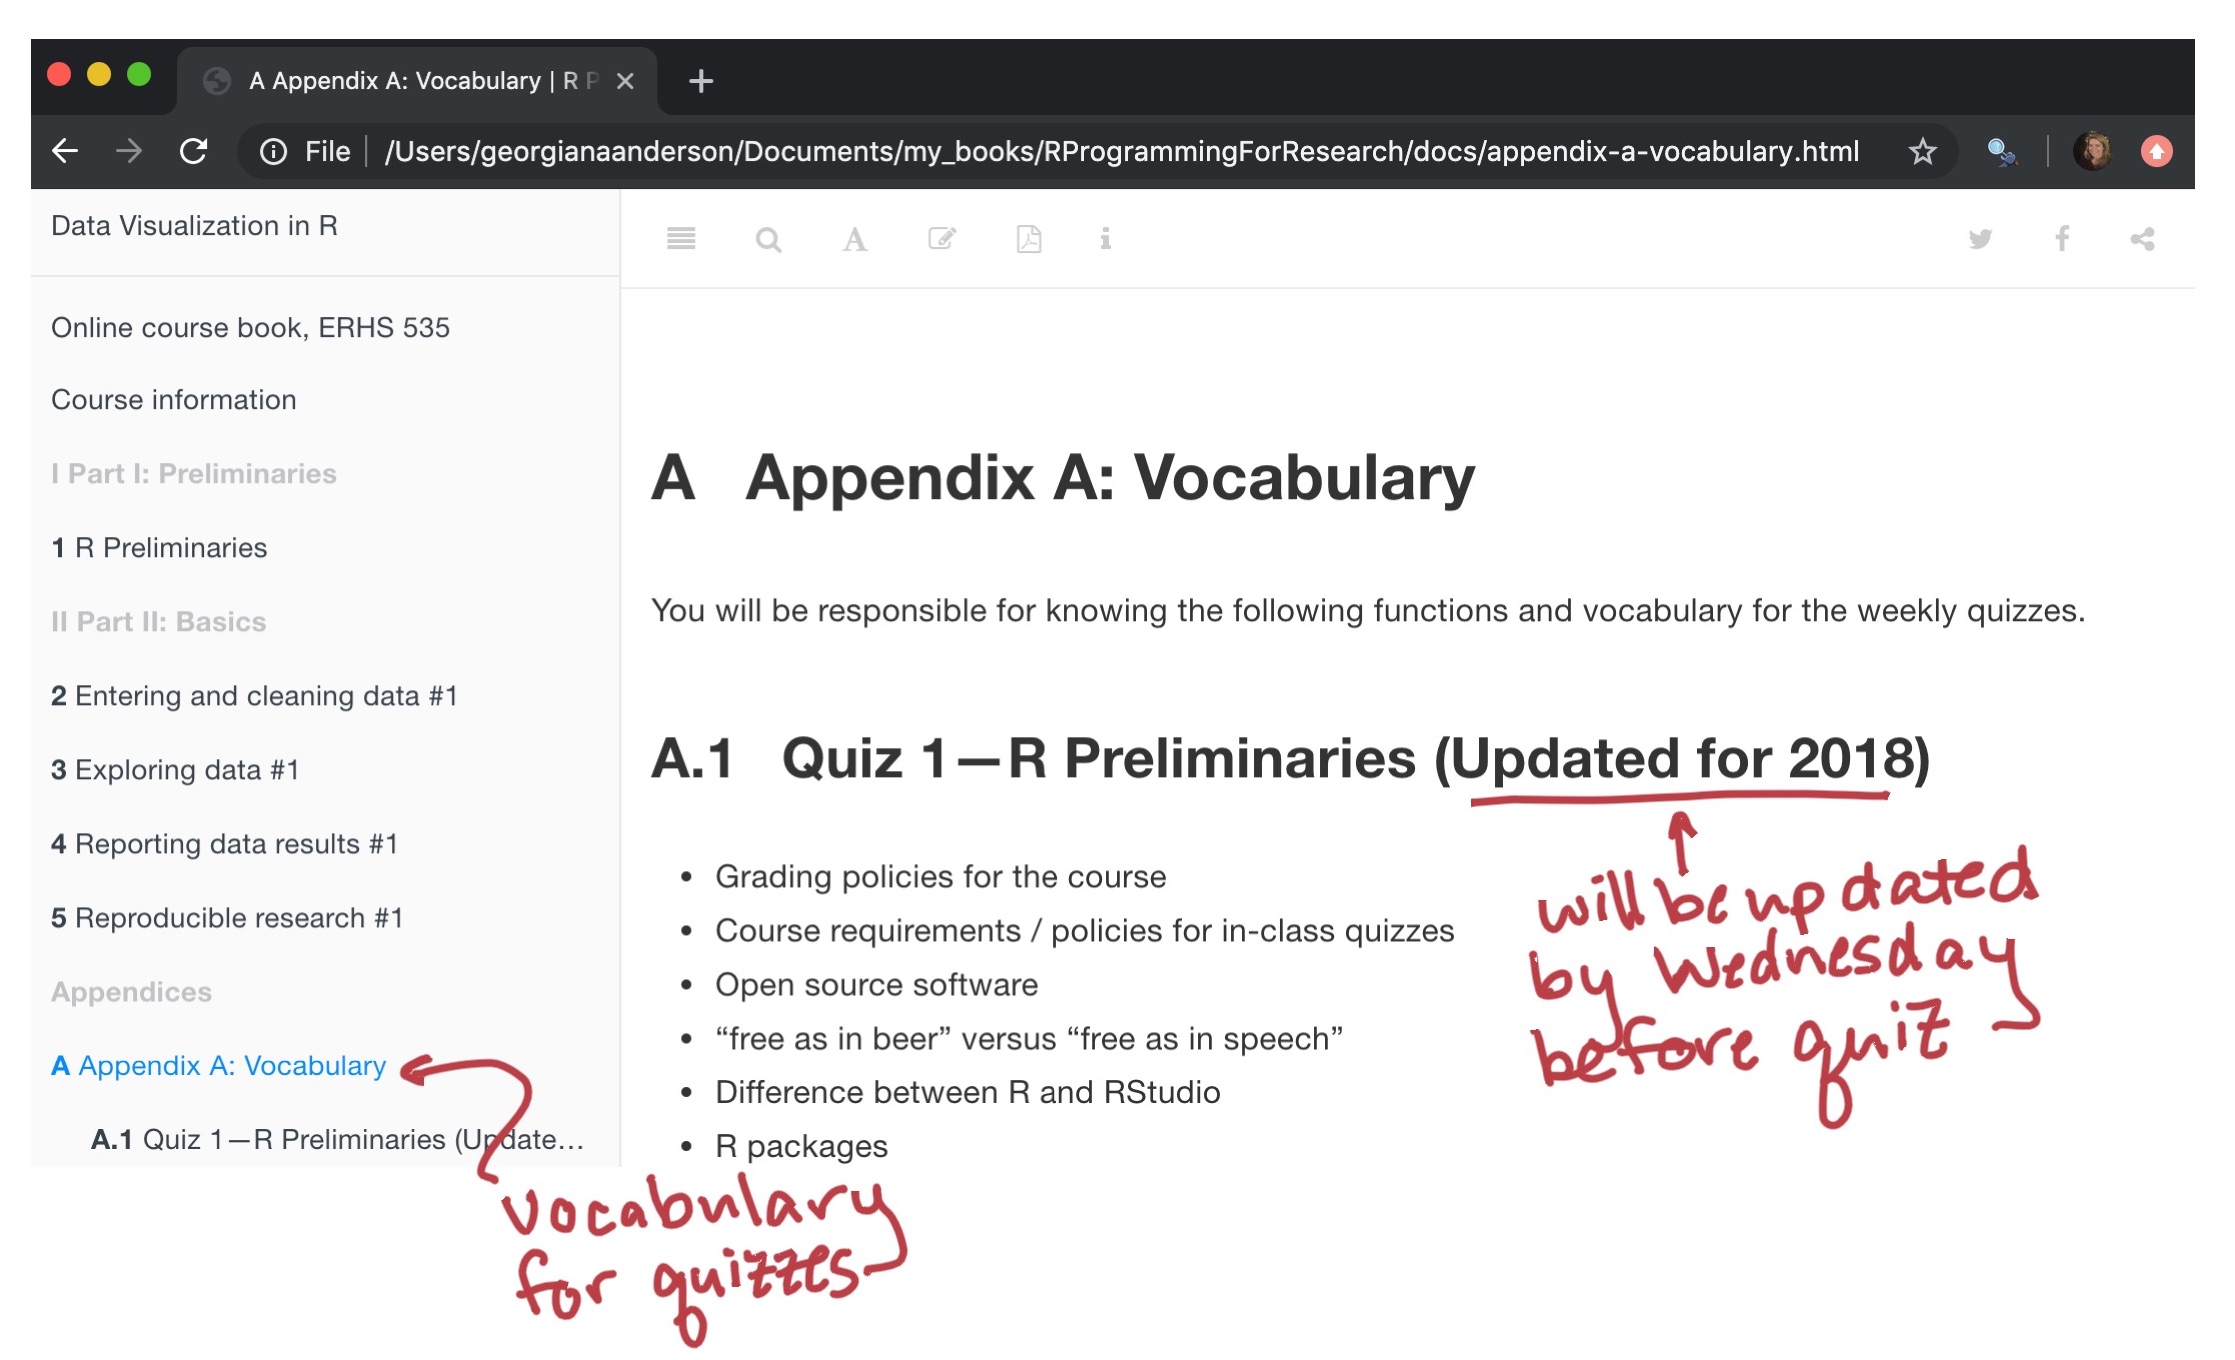 A Appendix A: Vocabulary | R P
File
/Users/georgianaanderson/Documents/my_books/RProgrammingForResearch/docs/appendix-a-vocabulary.html
Data Visualization in R
Online course book, ERHS 535
Course information
I Part I: Preliminaries
1 R Preliminaries
II Part II: Basics
2 Entering and cleaning data #1
3 Exploring data #1
4 Reporting data results #1
5 Reproducible research #1
Appendices
A Appendix A: Vocabulary
A.1 Quiz 1—R Preliminaries (Update...
vocabulary
for quizzes
A Appendix A: Vocabulary
You will be responsible for knowing the following functions and vocabulary for the weekly quizzes.
A.1 Quiz 1—R Preliminaries (Updated for 2018)
• Grading policies for the course
• Course requirements / policies for in-class quizzes
• Open source software
• “free as in beer” versus “free as in speech”
• Difference between R and RStudio
• R packages
will be updated
by Wednesday
before quiz